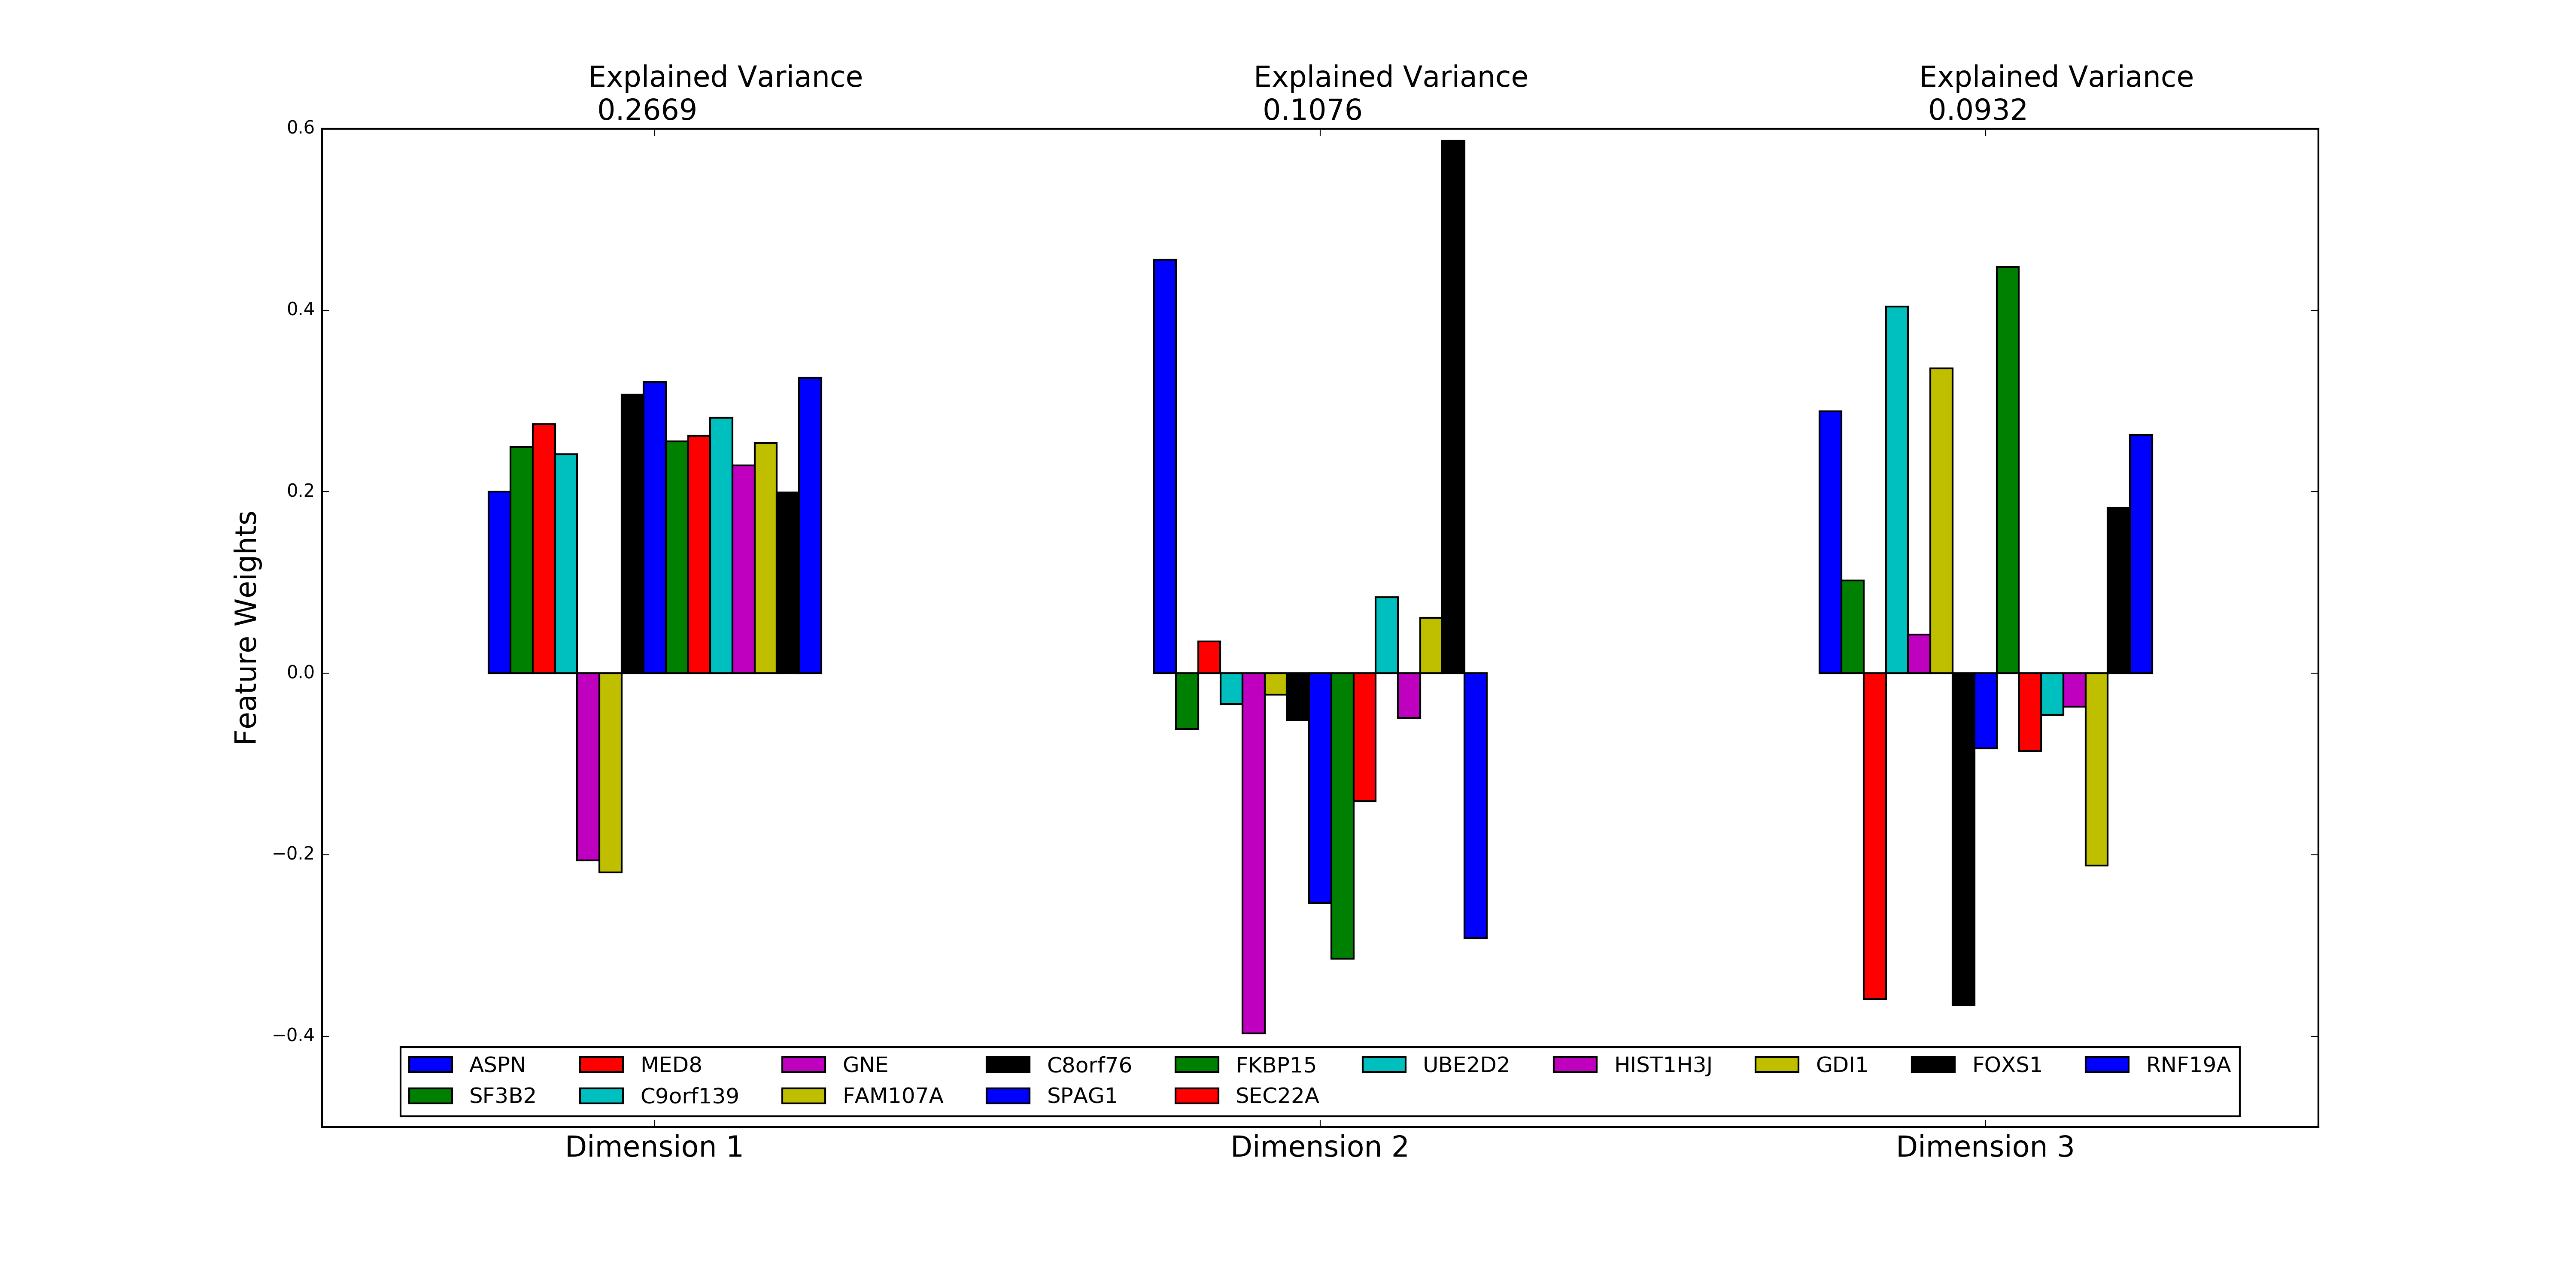 Explained Variance
0.2669
Explained Variance
0.1076
Explained Variance
0.0932
0.6
0.4
0.2
0.0
−0.2
−0.4
Feature Weights
ASPN MED8 GNE C8orf76 FKBP15 UBE2D2 HIST1H3J GDI1 FOXS1 RNF19A
SF3B2 C9orf139 FAM107A SPAG1 SEC22A
Dimension 1 Dimension 2 Dimension 3